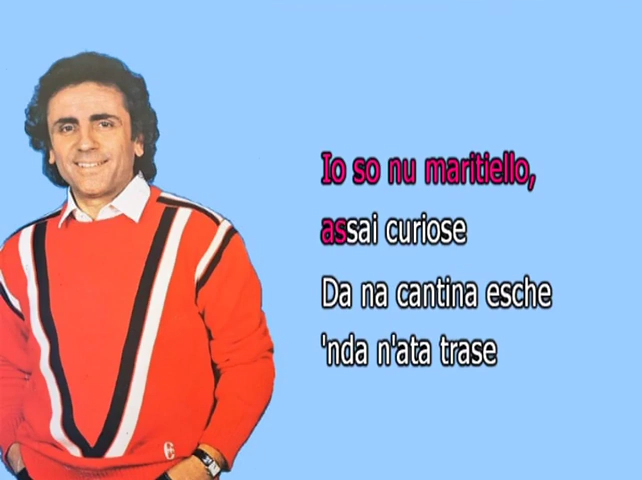 Io so nu maritiello,
assai curiose
Da na cantina esche
'nda n'ata trase